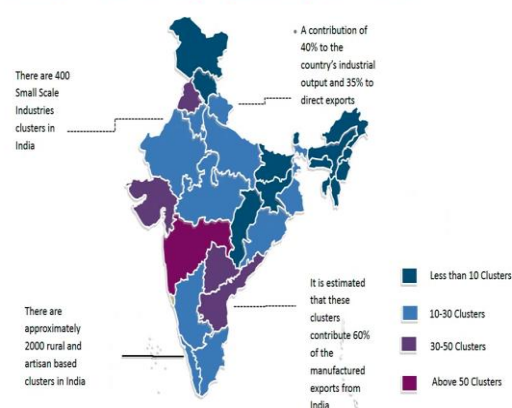 There are 400
Small Scale
Industries
clusters in
India
• A contribution of
40% to the
country's industrial
output and 35% to
direct exports
There are
approximately
2000 rural and
artisan based
clusters in India
It is estimated
that these
clusters
contribute 60%
of the
manufactured
exports from
India
Less than 10 Clusters
10-30 Clusters
30-50 Clusters
Above 50 Clusters